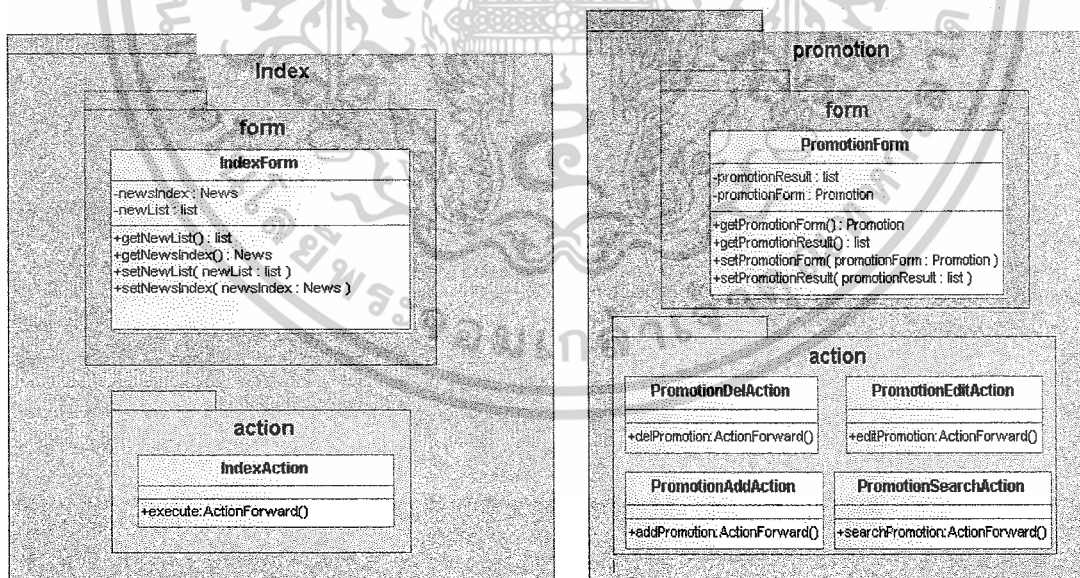 Index
form
IndexForm
-newsIndex : News
-newList : list
+getNewList() : list
+getNewsIndex() : News
+setNewList( newList : list )
+setNewsIndex( newsIndex : News )
action
IndexAction
+execute:ActionForward()
promotion
form
PromotionForm
-promotionResult : list
-promotionForm : Promotion
+getPromotionForm() : Promotion
+getPromotionResult() : list
+setPromotionForm( promotionForm : Promotion )
+setPromotionResult( promotionResult : list )
action
PromotionDelAction
+delPromotion:ActionForward()
PromotionEditAction
+editPromotion:ActionForward()
PromotionAddAction
+addPromotion:ActionForward()
PromotionSearchAction
+searchPromotion:ActionForward()